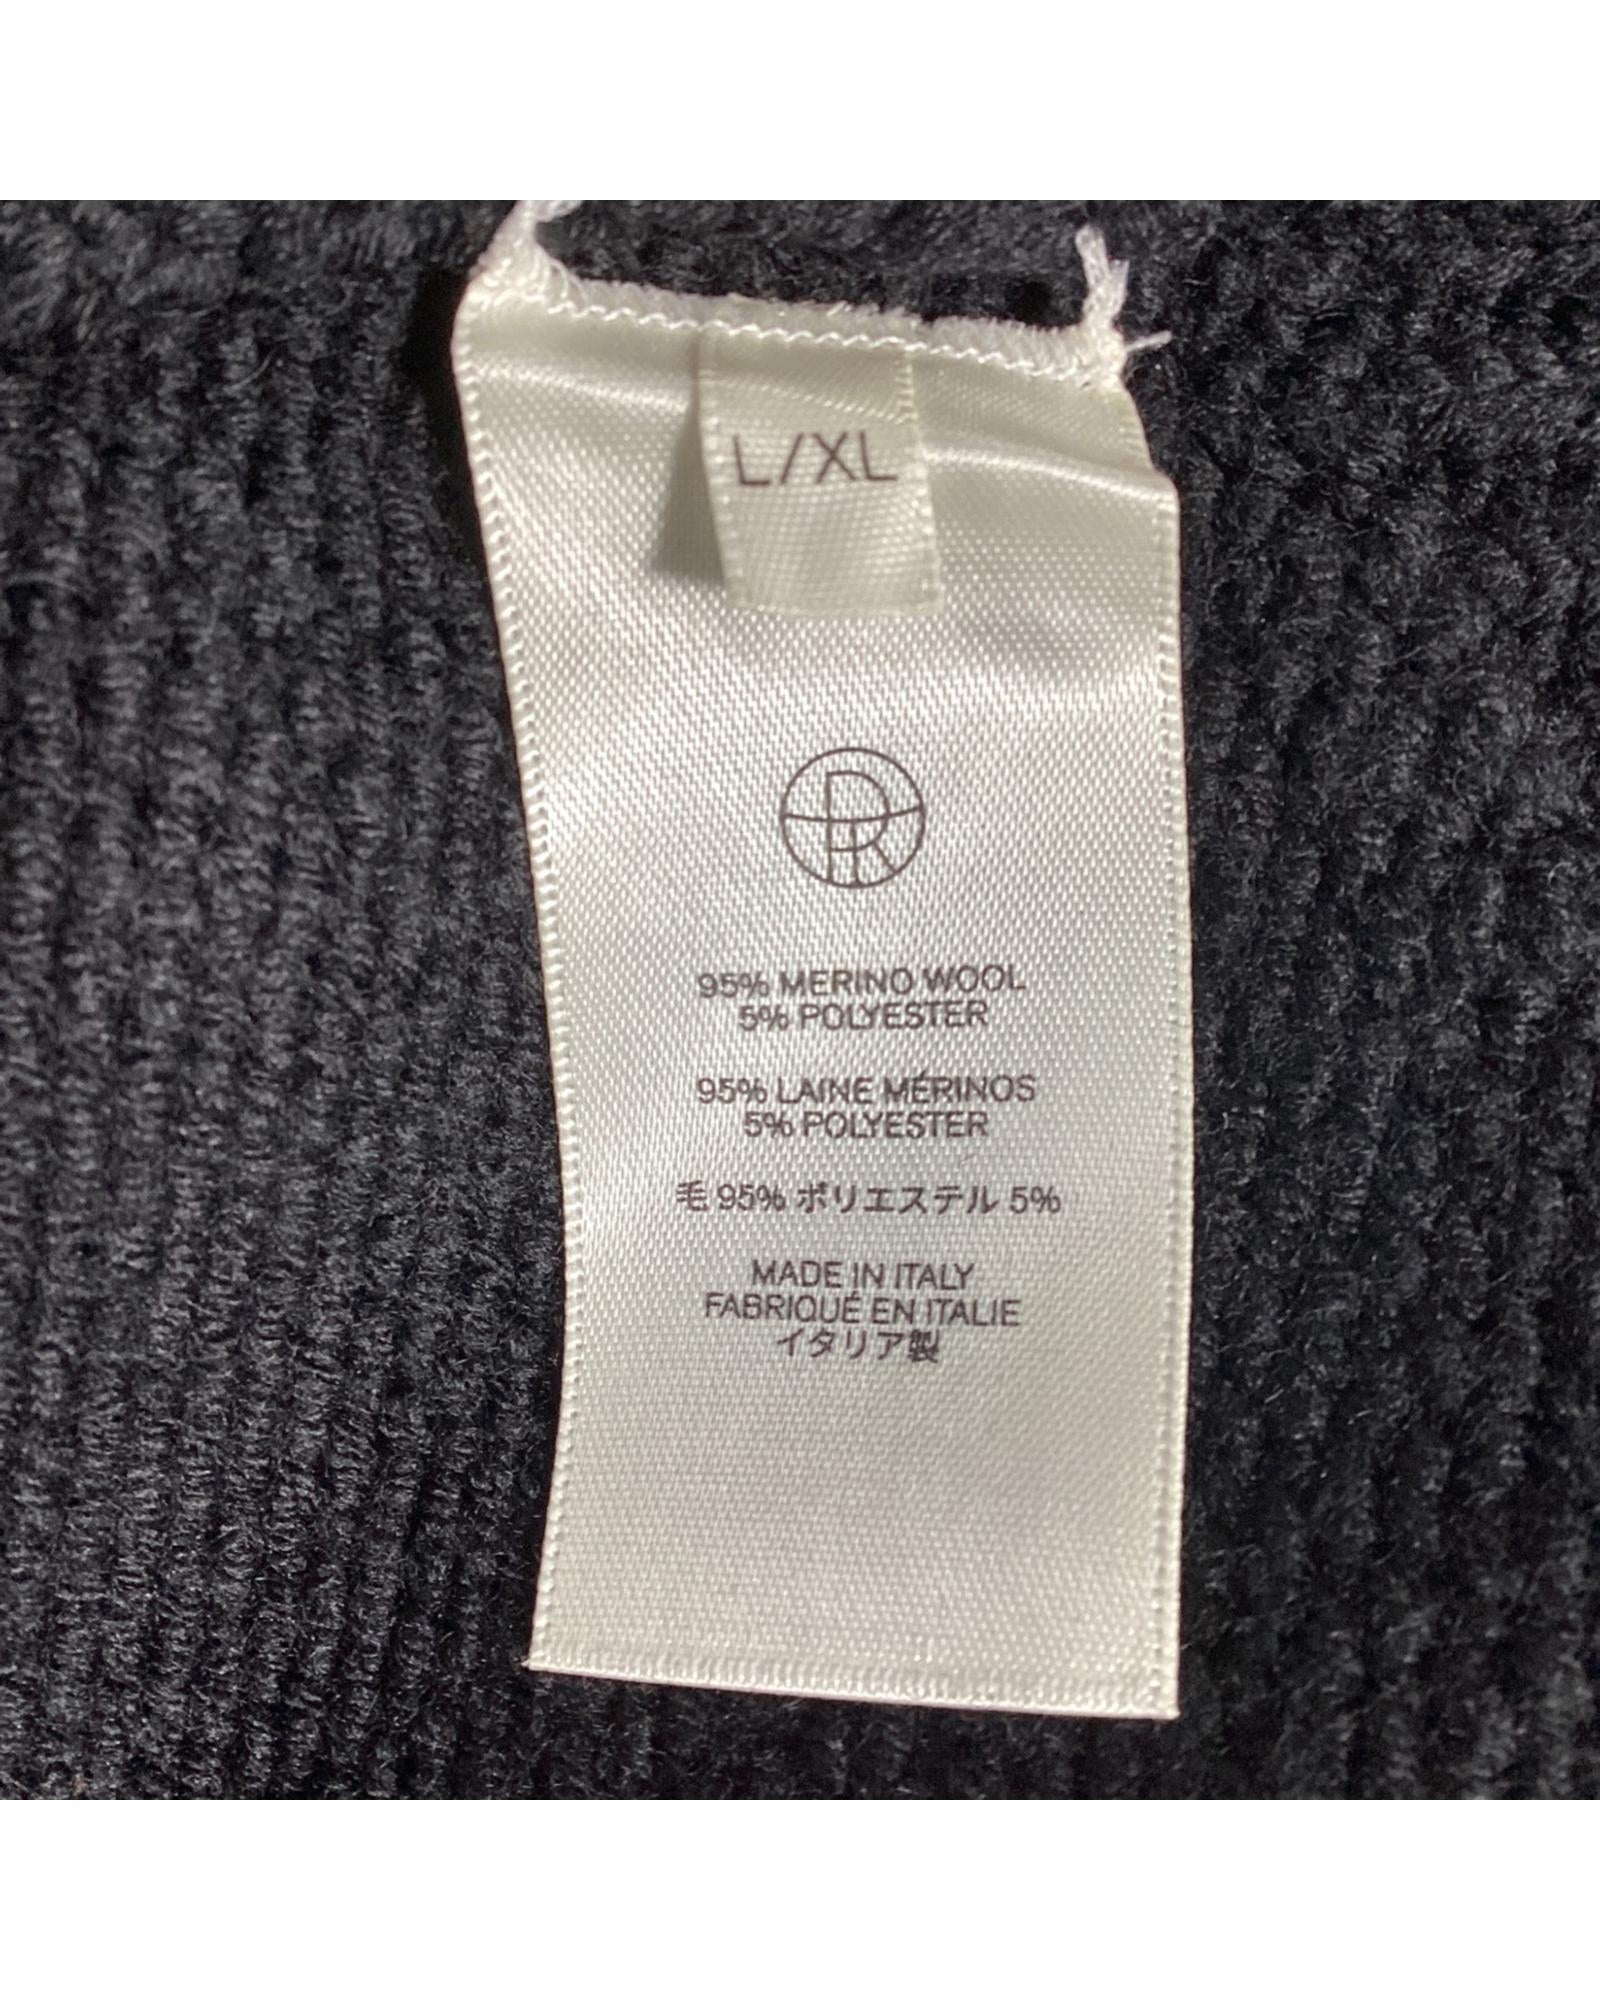 L/XL
95% MERINO WOOL
5% POLYESTER
95% LAINE MÉRINOS
5% POLYESTER
毛 95% ポリエステル 5%
MADE IN ITALY
FABRIQUÉ EN ITALIE
イタリア製